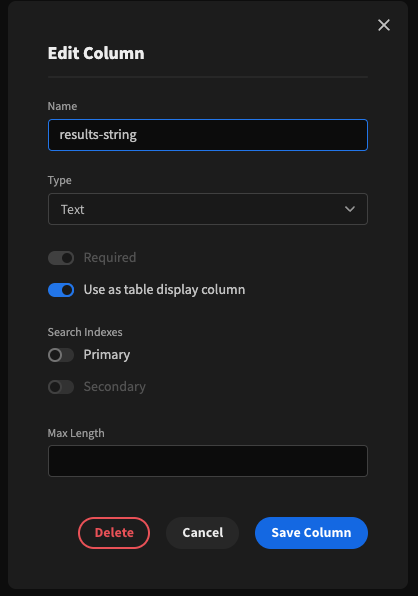 Edit Column
Name
results-string
Type
Text
Required
Use as table display column
Search Indexes
Primary
Secondary
Max Length
Delete Cancel Save Column